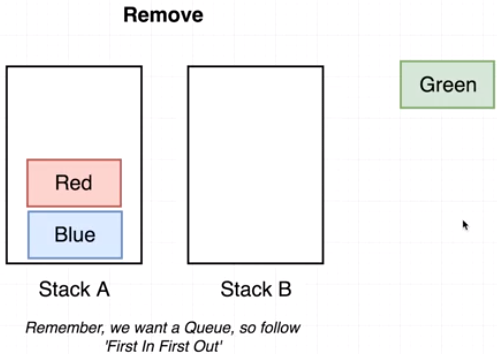 Remove
Green
Red
Blue
Stack A
Stack B
Remember, we want a Queue, so follow
'First In First Out'